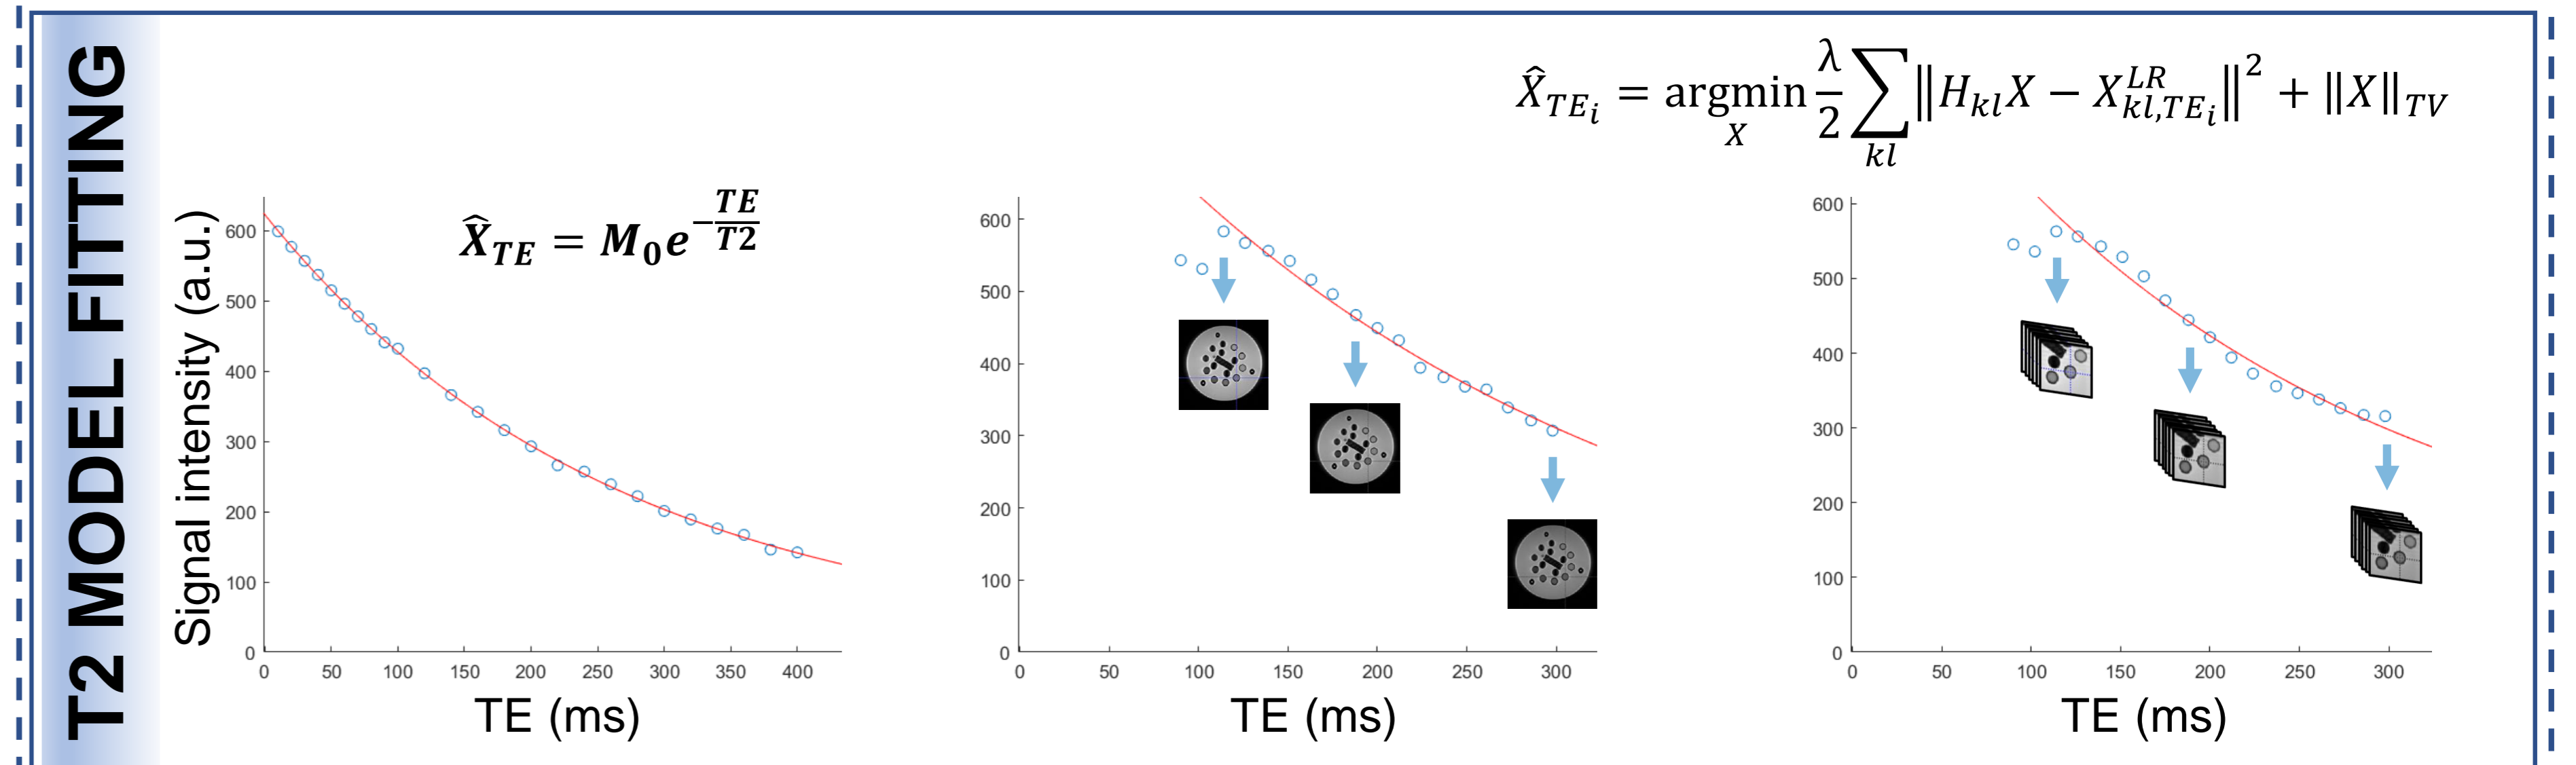 T2 MODEL FITTING
X̂_{TE_i} = argmin_X λ/2 ∑_{kl} ‖H_{kl}X − X^{LR}_{kl,TE_i}‖² + ‖X‖_{TV}
X̂_{TE} = M₀e^{−TE/T2}
Signal intensity (a.u.)
600
500
400
300
200
100
0
0 50 100 150 200 250 300 350 400
TE (ms)
600
500
400
300
200
100
0
0 50 100 150 200 250 300
TE (ms)
600
500
400
300
200
100
0
0 50 100 150 200 250 300
TE (ms)